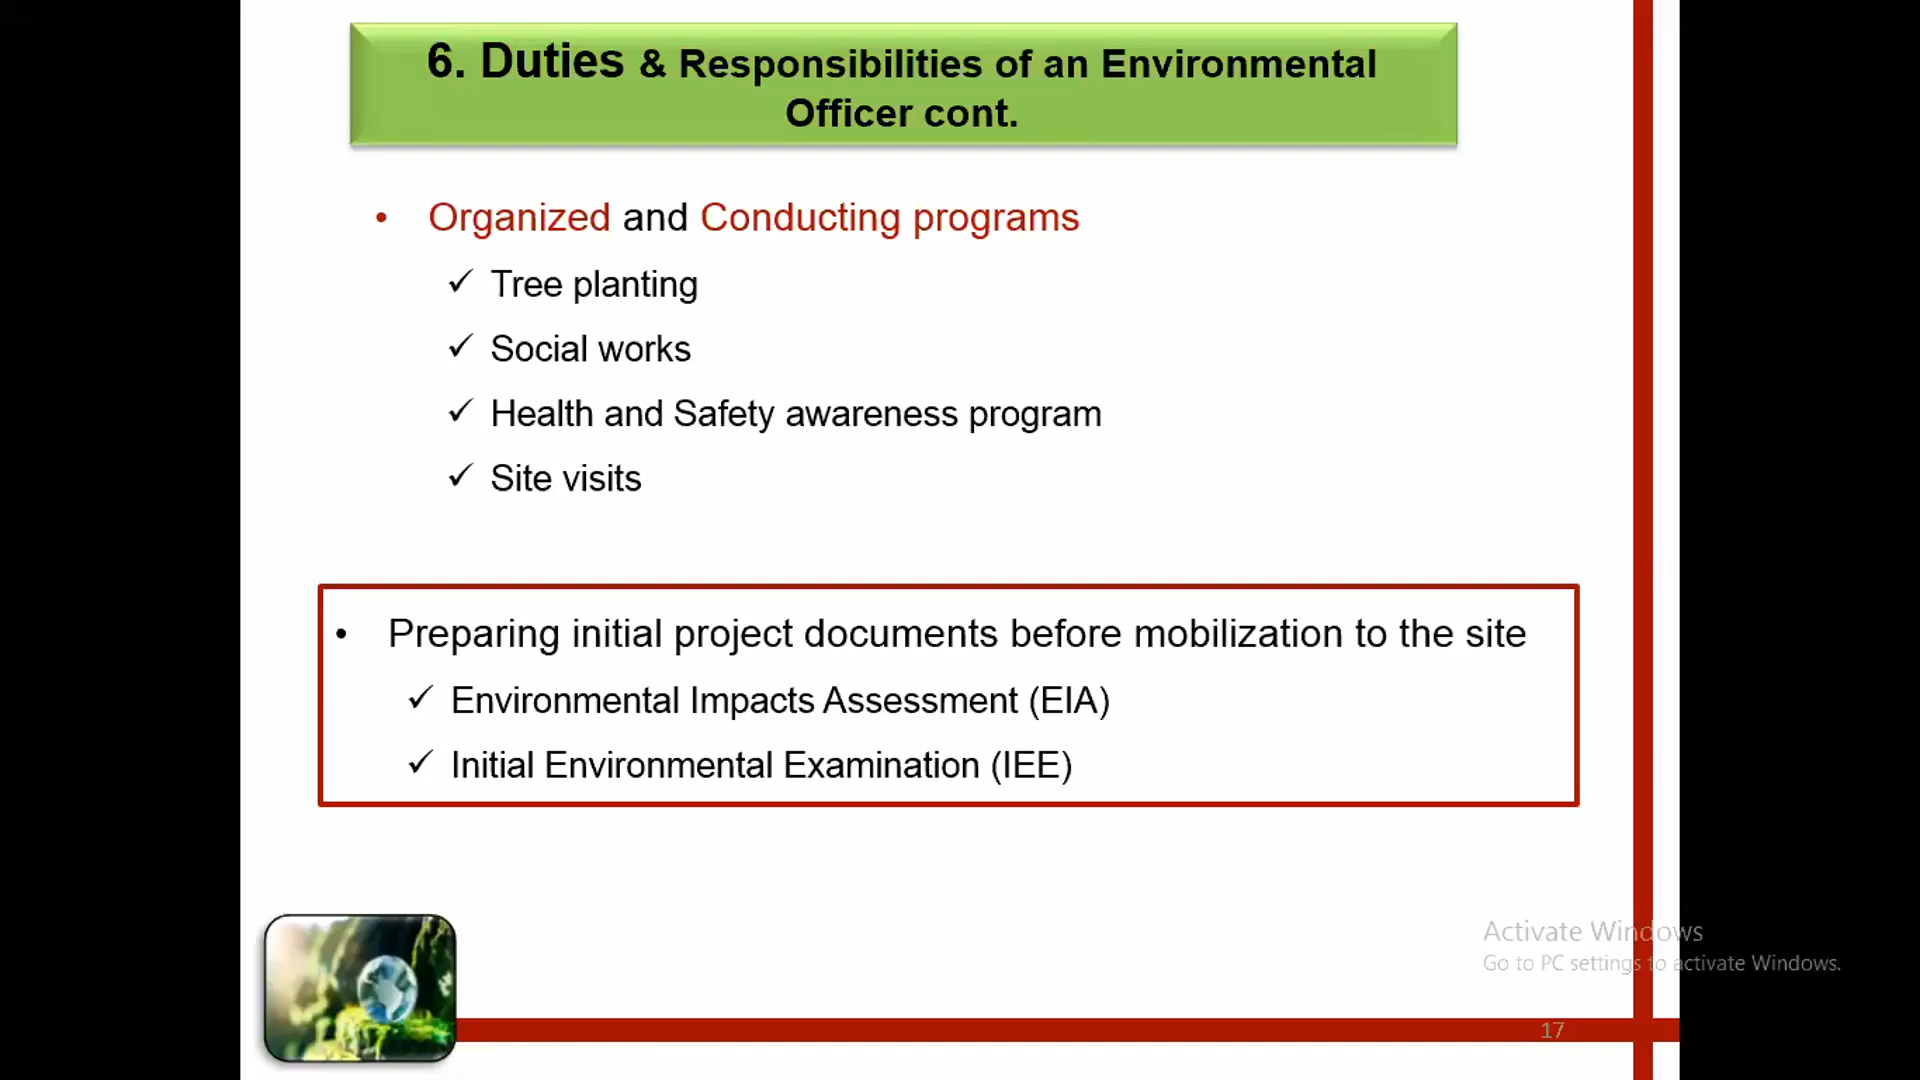 6. Duties & Responsibilities of an Environmental
Officer cont.
• Organized and Conducting programs
✓ Tree planting
✓ Social works
✓ Health and Safety awareness program
✓ Site visits
• Preparing initial project documents before mobilization to the site
✓ Environmental Impacts Assessment (EIA)
✓ Initial Environmental Examination (IEE)
Activate Windows
Go to PC settings to activate Windows.
17